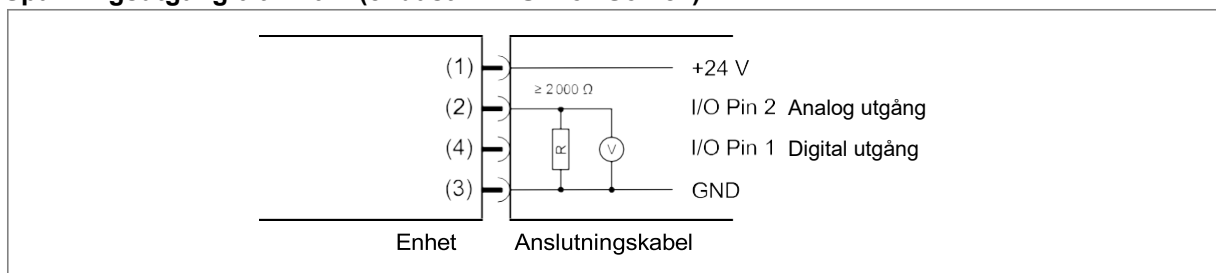 (1) +24 V
≥ 2 000 Ω
(2) I/O Pin 2 Analog utgång
R V
(4) I/O Pin 1 Digital utgång
(3) GND
Enhet Anslutningskabel